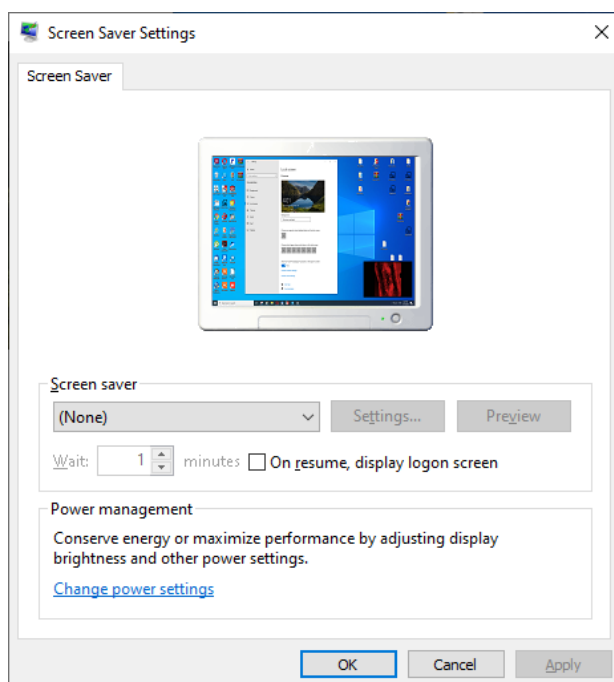 Screen Saver Settings
Screen Saver
Screen saver
(None)
Settings...
Preview
Wait:
1
minutes
On resume, display logon screen
Power management
Conserve energy or maximize performance by adjusting display
brightness and other power settings.
Change power settings
OK
Cancel
Apply